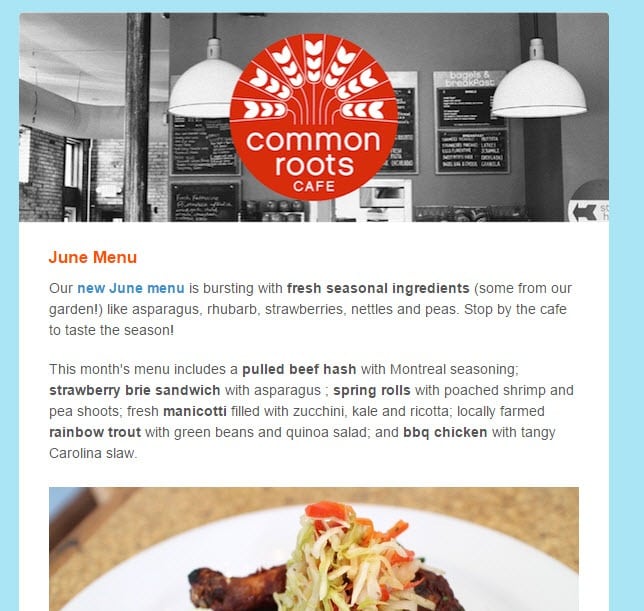 bagels &
breakfast
common
roots
CAFE
June Menu
Our new June menu is bursting with fresh seasonal ingredients (some from our
garden!) like asparagus, rhubarb, strawberries, nettles and peas. Stop by the cafe
to taste the season!
This month's menu includes a pulled beef hash with Montreal seasoning;
strawberry brie sandwich with asparagus ; spring rolls with poached shrimp and
pea shoots; fresh manicotti filled with zucchini, kale and ricotta; locally farmed
rainbow trout with green beans and quinoa salad; and bbq chicken with tangy
Carolina slaw.